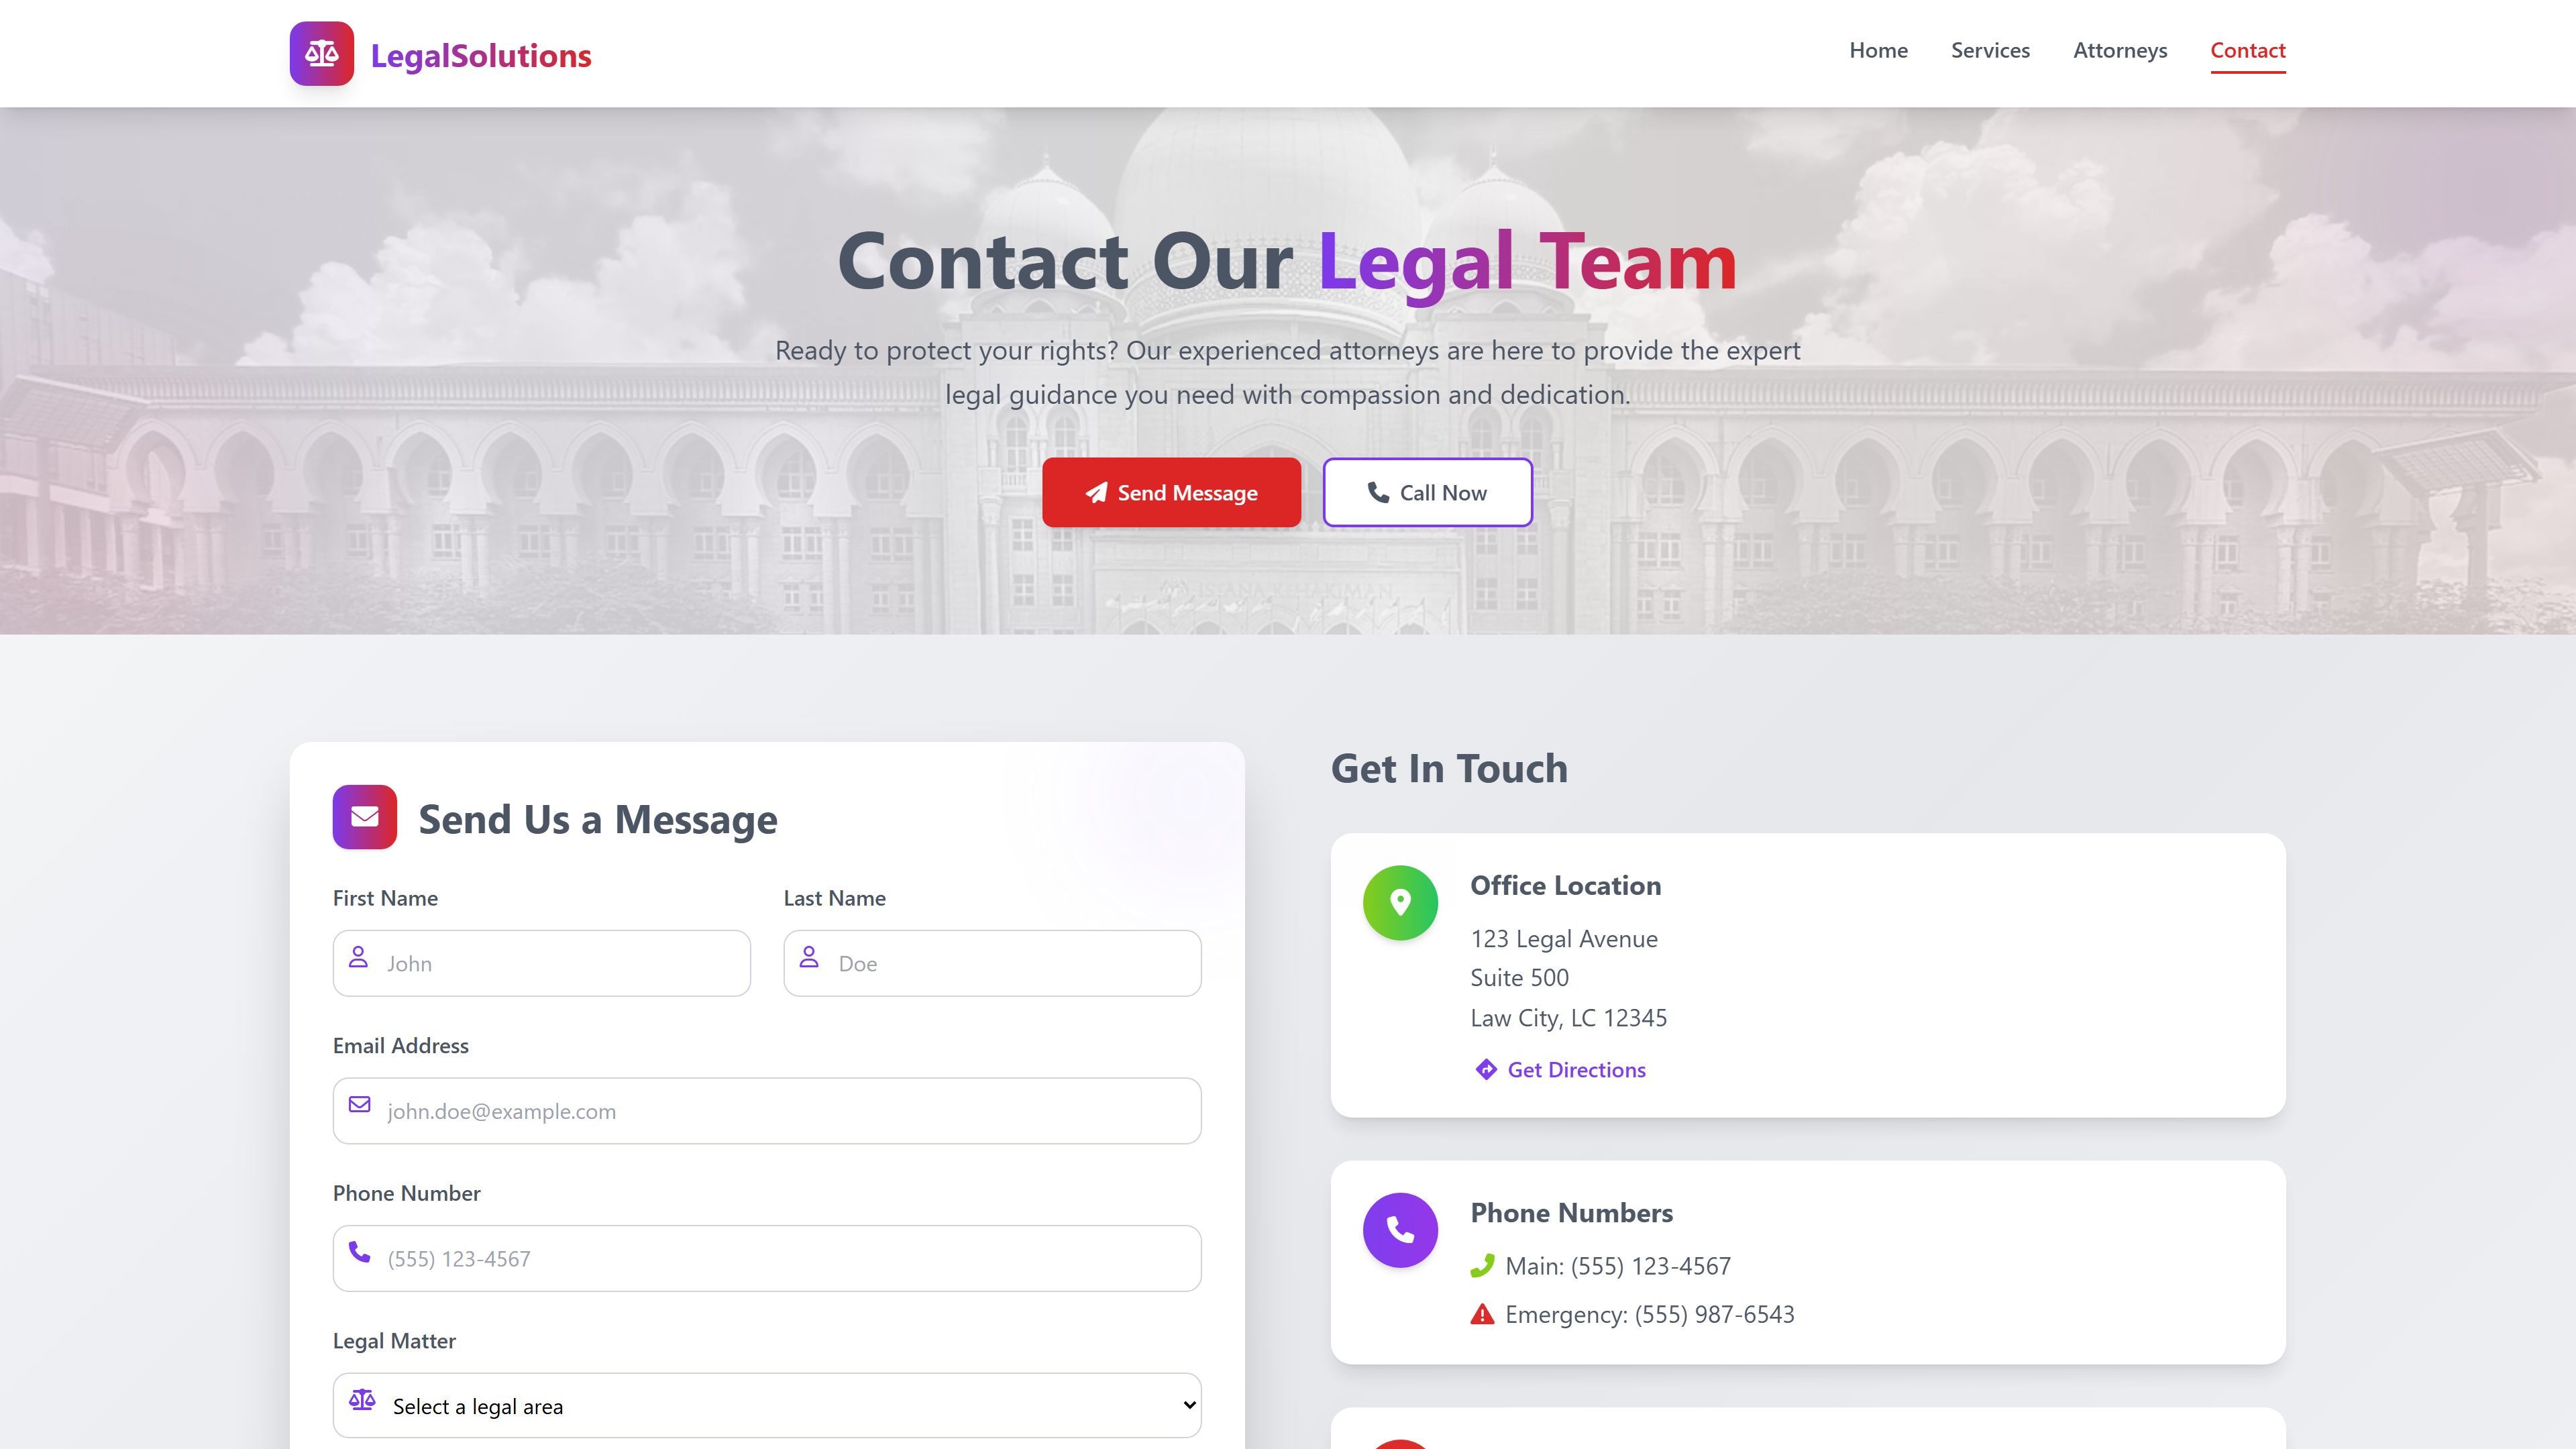 LegalSolutions
Home
Services
Attorneys
Contact
Contact Our Legal Team
Ready to protect your rights? Our experienced attorneys are here to provide the expert
legal guidance you need with compassion and dedication.
Send Message
Call Now
ISTANA KEHAKIMAN
Send Us a Message
First Name
Last Name
John
Doe
Email Address
john.doe@example.com
Phone Number
(555) 123-4567
Legal Matter
Select a legal area
Get In Touch
Office Location
123 Legal Avenue
Suite 500
Law City, LC 12345
Get Directions
Phone Numbers
Main: (555) 123-4567
Emergency: (555) 987-6543